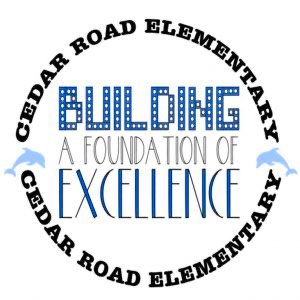 CEDAR ROAD ELEMENTARY
BUILDING
A FOUNDATION OF
EXCELLENCE
CEDAR ROAD ELEMENTARY